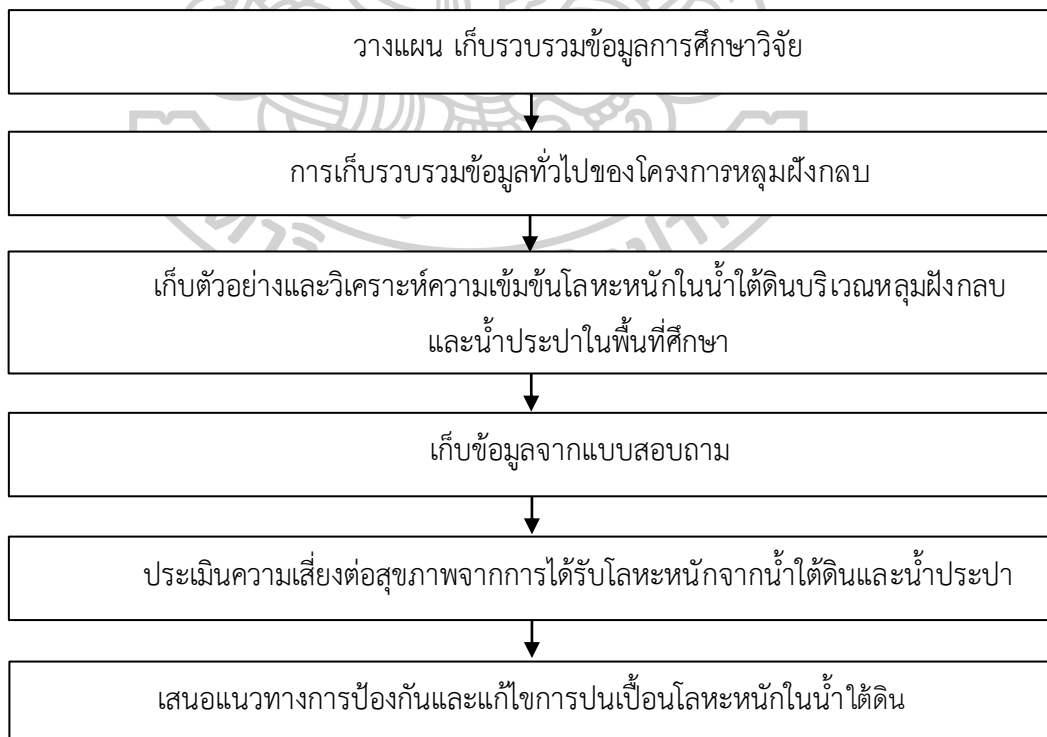 วางแผน เก็บรวบรวมข้อมูลการศึกษาวิจัย
การเก็บรวบรวมข้อมูลทั่วไปของโครงการหลุมฝังกลบ
เก็บตัวอย่างและวิเคราะห์ความเข้มข้นโลหะหนักในน้ำใต้ดินบริเวณหลุมฝังกลบ
และน้ำประปาในพื้นที่ศึกษา
เก็บข้อมูลจากแบบสอบถาม
ประเมินความเสี่ยงต่อสุขภาพจากการได้รับโลหะหนักจากน้ำใต้ดินและน้ำประปา
เสนอแนวทางการป้องกันและแก้ไขการปนเปื้อนโลหะหนักในน้ำใต้ดิน